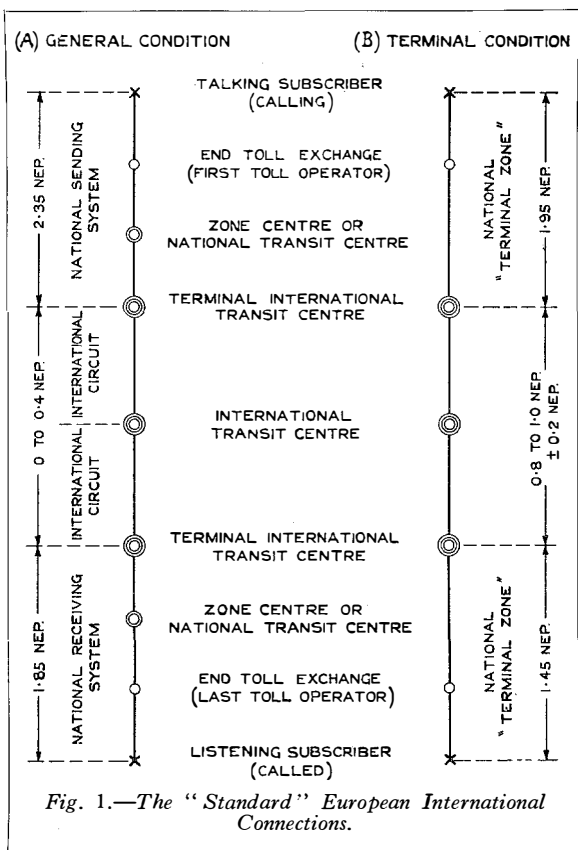 (A) GENERAL CONDITION
(B) TERMINAL CONDITION
TALKING SUBSCRIBER
(CALLING)
2·35 NEP.
NATIONAL SENDING
SYSTEM
END TOLL EXCHANGE
(FIRST TOLL OPERATOR)
NATIONAL
"TERMINAL ZONE"
1·95 NEP.
ZONE CENTRE OR
NATIONAL TRANSIT CENTRE
TERMINAL INTERNATIONAL
TRANSIT CENTRE
0 TO 0·4 NEP.
INTERNATIONAL
CIRCUIT
INTERNATIONAL
CIRCUIT
INTERNATIONAL
TRANSIT CENTRE
0·8 TO 1·0 NEP.
± 0·2 NEP.
TERMINAL INTERNATIONAL
TRANSIT CENTRE
1·85 NEP.
NATIONAL RECEIVING
SYSTEM
ZONE CENTRE OR
NATIONAL TRANSIT CENTRE
NATIONAL
"TERMINAL ZONE"
1·45 NEP.
END TOLL EXCHANGE
(LAST TOLL OPERATOR)
LISTENING SUBSCRIBER
(CALLED)
Fig. 1.—The "Standard" European International
Connections.